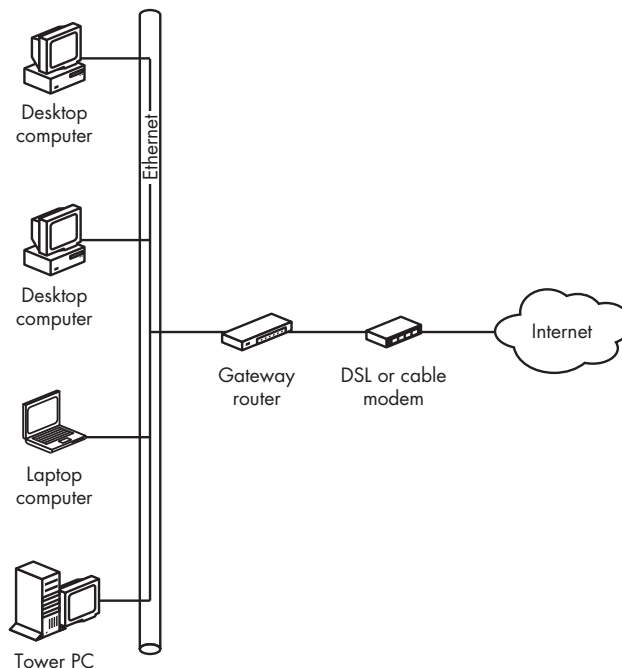 Desktop
computer
Ethernet
Desktop
computer
Gateway
router
DSL or cable
modem
Internet
Laptop
computer
Tower PC